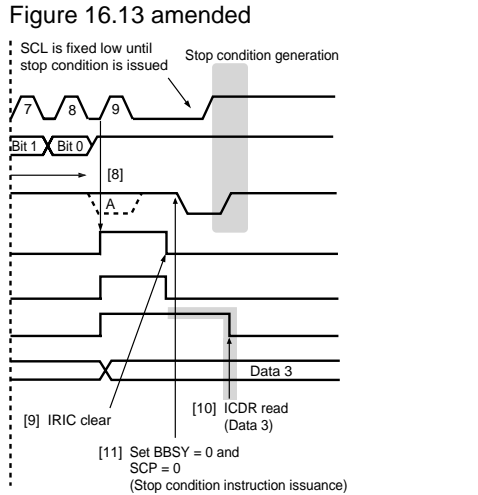 Figure 16.13 amended
SCL is fixed low until
stop condition is issued
Stop condition generation
7 8 9
Bit 1 Bit 0
[8]
A
Data 3
[9] IRIC clear
[10] ICDR read
(Data 3)
[11] Set BBSY = 0 and
SCP = 0
(Stop condition instruction issuance)